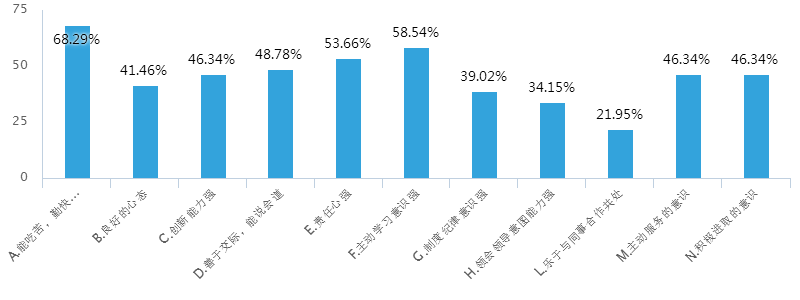 75
50
25
0
68.29%
41.46%
46.34%
48.78%
53.66%
58.54%
39.02%
34.15%
21.95%
46.34%
46.34%
A.能吃苦，勤快...
B.良好的心态
C.创新能力强
D.善于交际，能说会道
E.责任心强
F.主动学习意识强
G.制度纪律意识强
H.领会领导意图能力强
L.乐于与同事合作共处
M.主动服务的意识
N.积极进取的意识